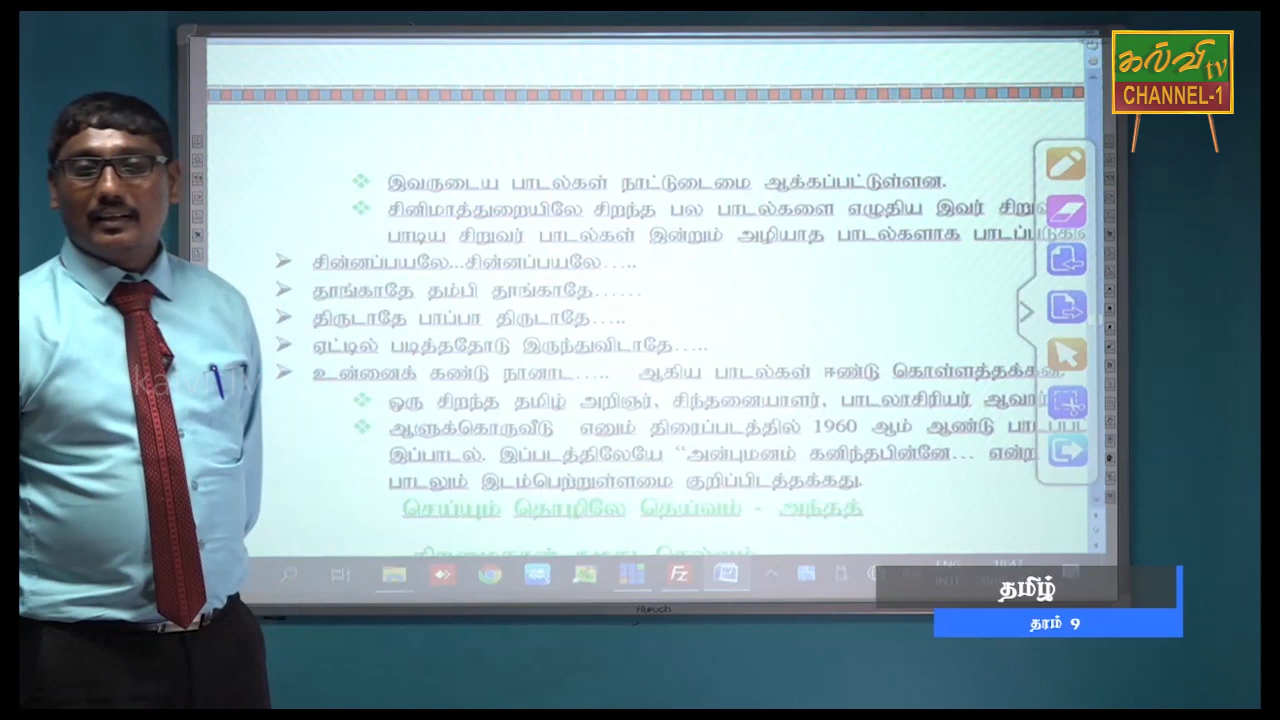 கல்வி tv
CHANNEL-1
இவருடைய பாடல்கள் நாட்டுடைமை ஆக்கப்பட்டுள்ளன.
சினிமாத்துறையிலே சிறந்த பல பாடல்களை எழுதிய இவர்
பாடிய சிறுவர் பாடல்கள் இன்றும் அழியாத பாடல்களாக
சின்னப்பயலே...சின்னப்பயலே…..
தூங்காதே தம்பி தூங்காதே……
திருடாதே பாப்பா திருடாதே…..
ஏட்டில் படித்ததோடு இருந்துவிடாதே…..
உன்னைக் கண்டு நானாட….. ஆகிய பாடல்கள் ஈண்டு
ஒரு சிறந்த தமிழ் அறிஞர், சிந்தனையாளர், பாடலாசிரியர்
ஆளுக்கொருவீடு எனும் திரைப்படத்தில் 1960 ஆம் ஆண்டு
இப்பாடல். இப்படத்திலேயே “அன்புமனம் கனிந்தபின்னே…
பாடலும் இடம்பெற்றுள்ளமை குறிப்பிடத்தக்கது.
செய்யும் தொழிலே தெய்வம் - அந்தத்
தமிழ்
தரம் 9